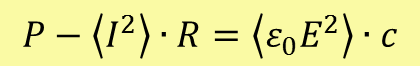 P − ⟨I²⟩ · R = ⟨ε₀E²⟩ · c